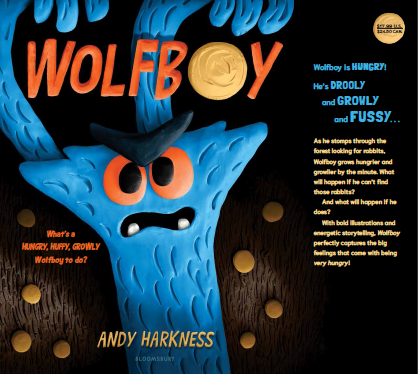 WOLFBOY
What's a
HUNGRY, HUFFY, GROWLY
Wolfboy to do?
ANDY HARKNESS
BLOOMSBURY
$17.99 U.S.
$24.50 CAN.
Wolfboy is HUNGRY!
He's DROOLY
and GROWLY
and FUSSY...
As he stomps through the
forest looking for rabbits,
Wolfboy grows hungrier and
growlier by the minute. What
will happen if he can't find
those rabbits?
And what will happen if he
does?
With bold illustrations and
energetic storytelling, Wolfboy
perfectly captures the big
feelings that come with being
very hungry!